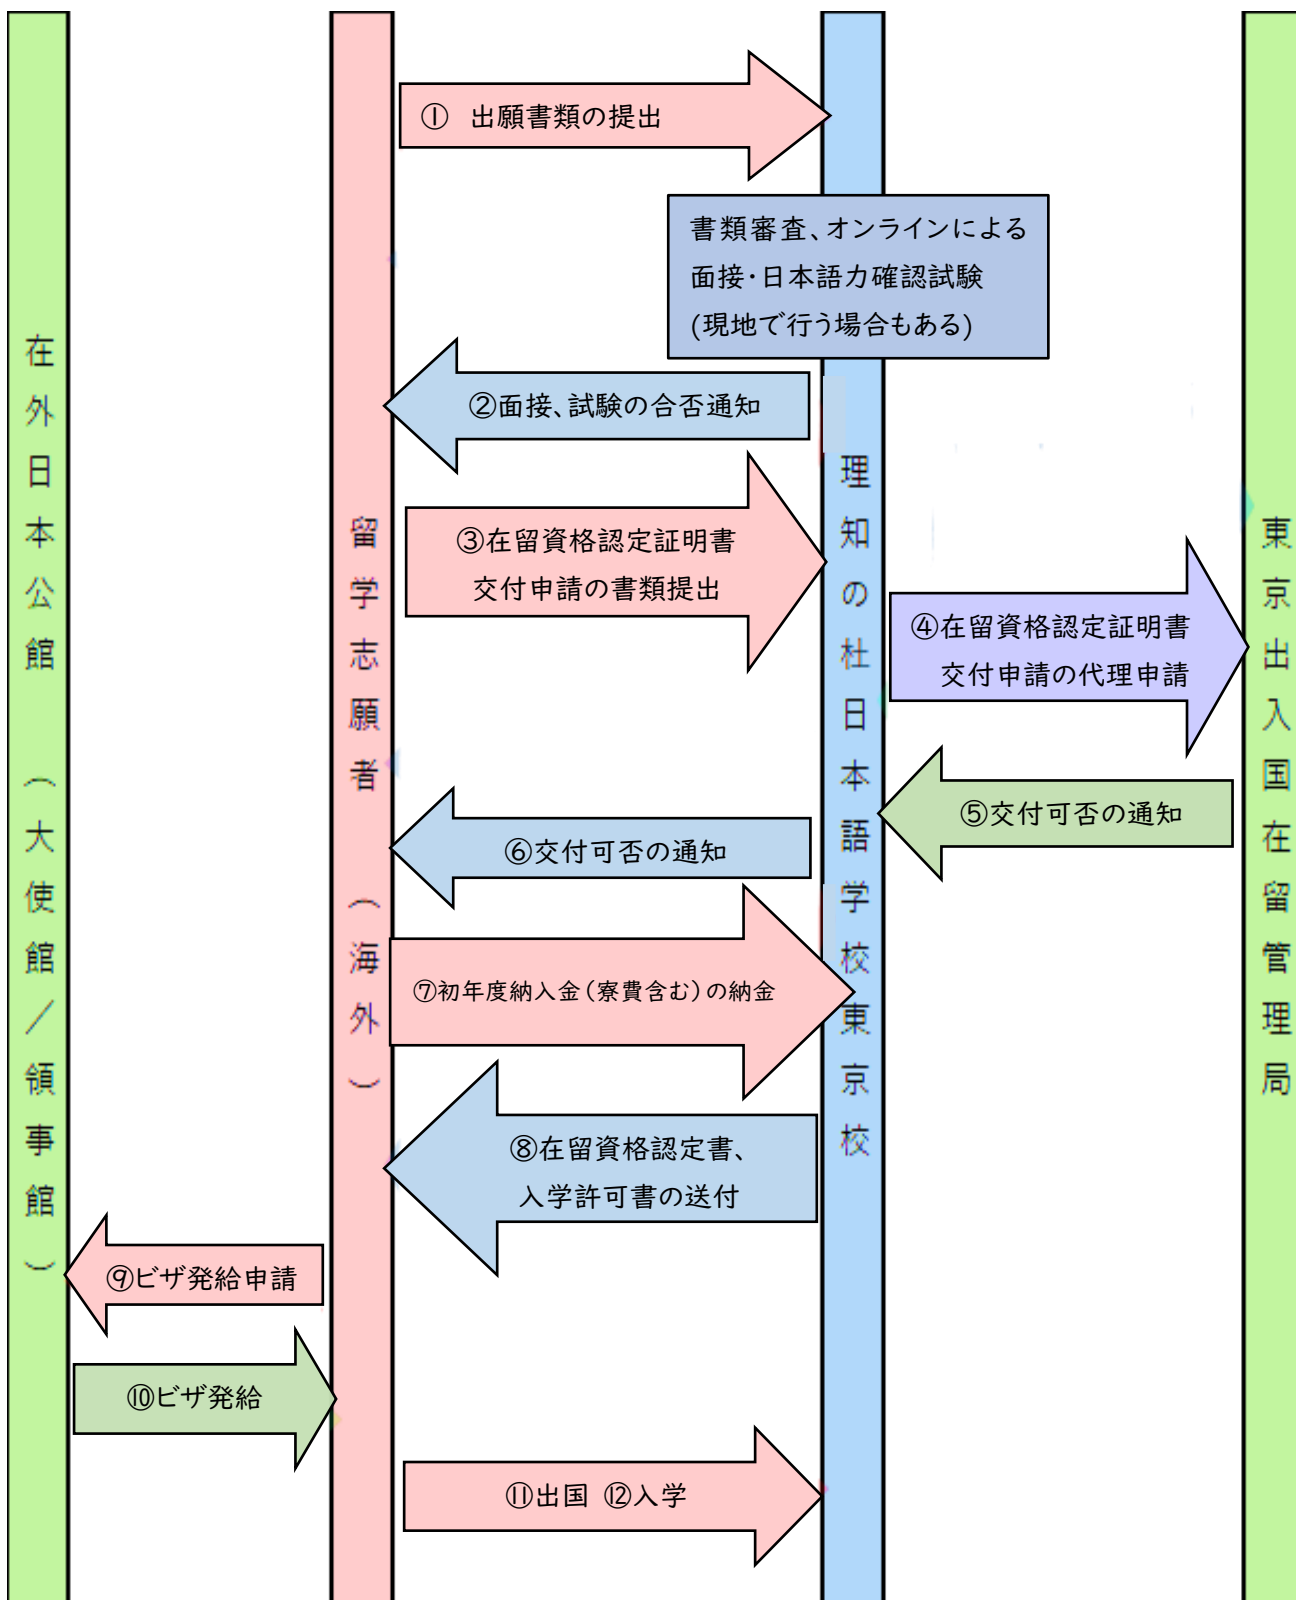 ① 出願書類の提出
書類審査、オンラインによる
面接・日本語力確認試験
(現地で行う場合もある)
②面接、試験の合否通知
③在留資格認定証明書
交付申請の書類提出
④在留資格認定証明書
交付申請の代理申請
⑤交付可否の通知
⑥交付可否の通知
⑦初年度納入金(寮費含む)の納金
⑧在留資格認定書、
入学許可書の送付
⑨ビザ発給申請
⑩ビザ発給
⑪出国 ⑫入学
在外日本公館 (大使館/領事館)
留学志願者 (海外)
理知の杜日本語学校東京校
東京出入国在留管理局